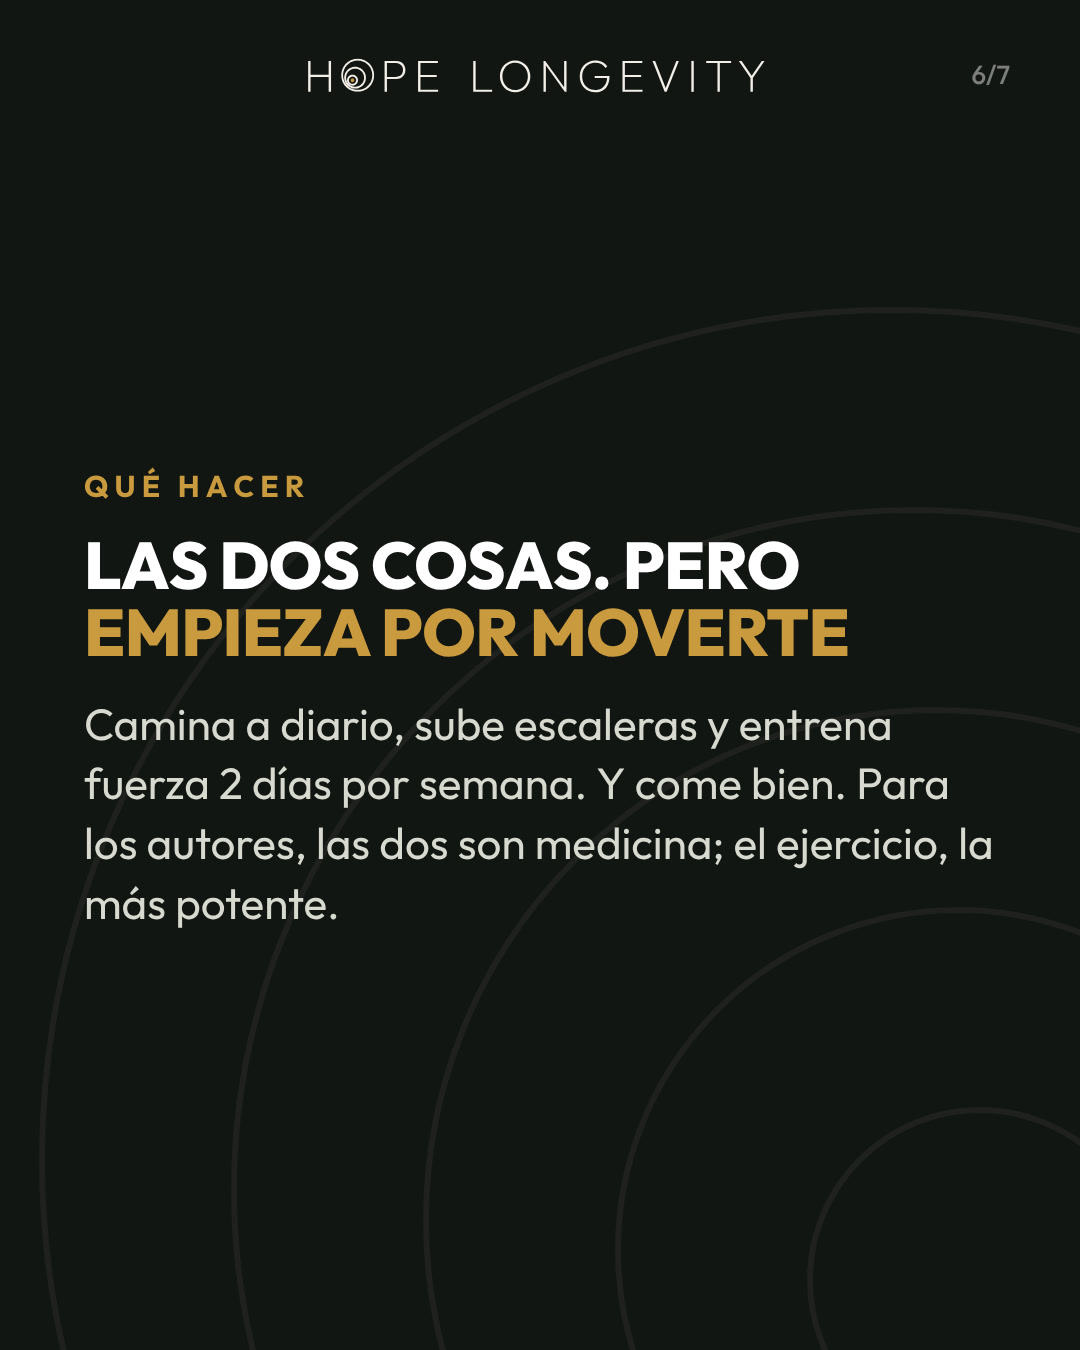 HOPE LONGEVITY
6/7
QUÉ HACER
LAS DOS COSAS. PERO
EMPIEZA POR MOVERTE
Camina a diario, sube escaleras y entrena
fuerza 2 días por semana. Y come bien. Para
los autores, las dos son medicina; el ejercicio, la
más potente.